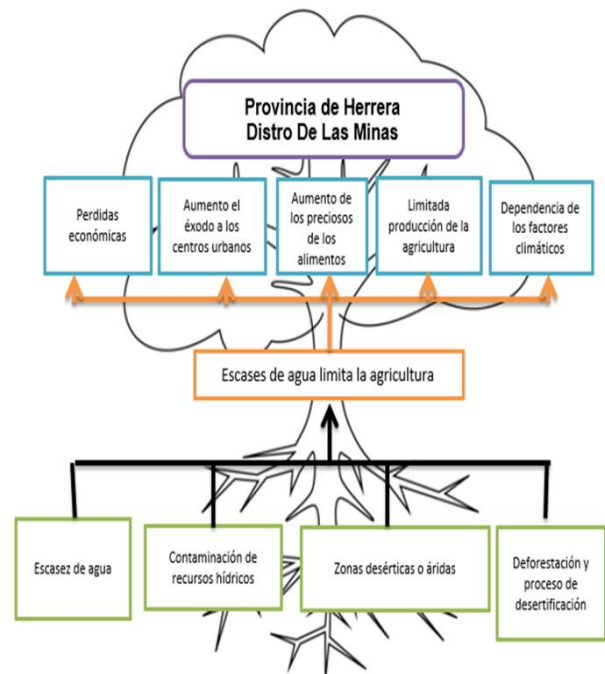 Provincia de Herrera
Distro De Las Minas
Perdidas
económicas
Aumento el
éxodo a los
centros urbanos
Aumento de
los preciosos
de los
alimentos
Limitada
producción de la
agricultura
Dependencia de
los factores
climáticos
Escases de agua limita la agricultura
Escasez de agua
Contaminación de
recursos hídricos
Zonas desérticas o áridas
Deforestación y
proceso de
desertificación